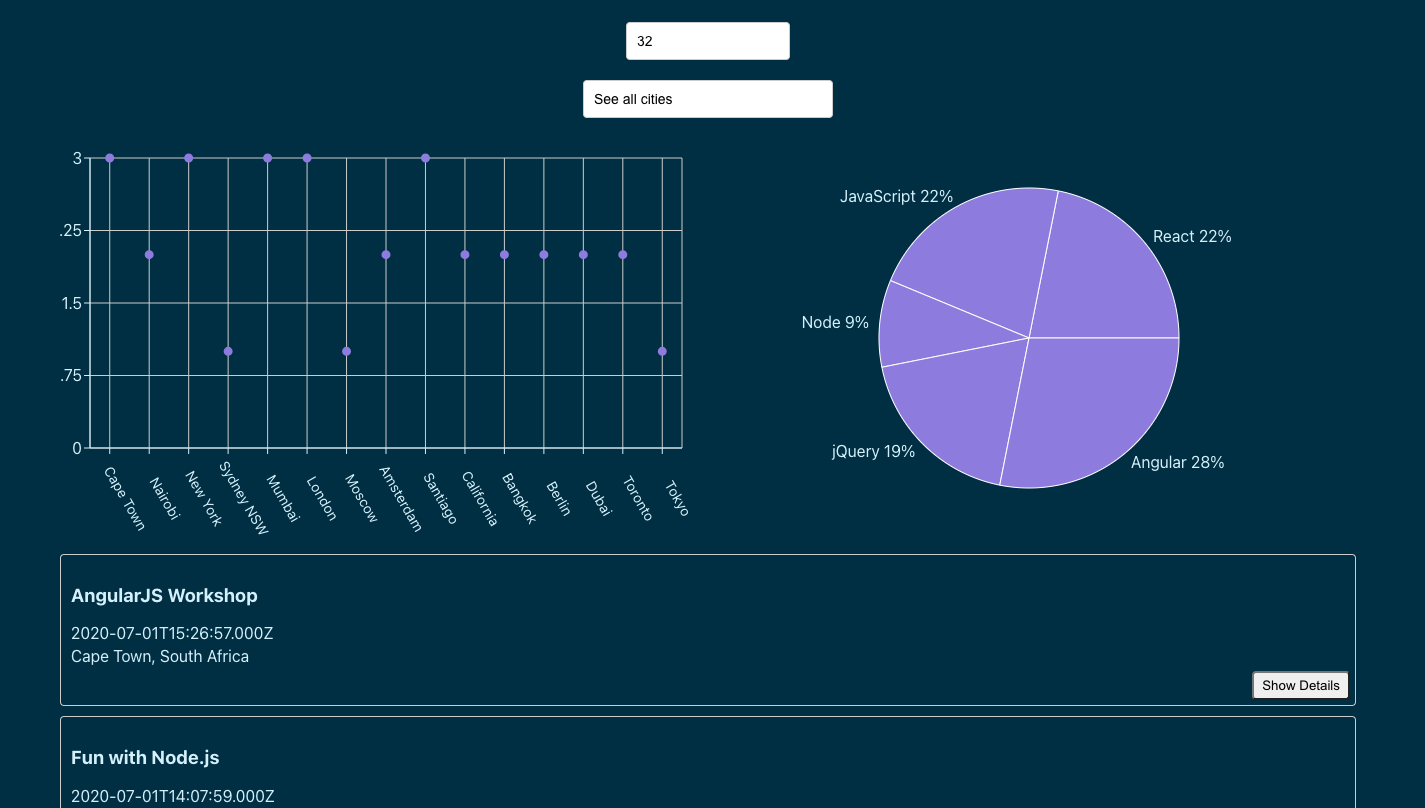 32
See all cities
3
.25
1.5
.75
0
Cape Town
Nairobi
New York
Sydney NSW
Mumbai
London
Moscow
Amsterdam
Santiago
California
Bangkok
Berlin
Dubai
Toronto
Tokyo
JavaScript 22%
React 22%
Node 9%
jQuery 19%
Angular 28%
AngularJS Workshop
2020-07-01T15:26:57.000Z
Cape Town, South Africa
Show Details
Fun with Node.js
2020-07-01T14:07:59.000Z